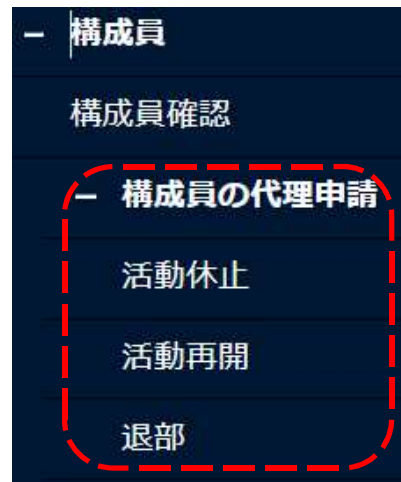 – 構成員
構成員確認
– 構成員の代理申請
活動休止
活動再開
退部